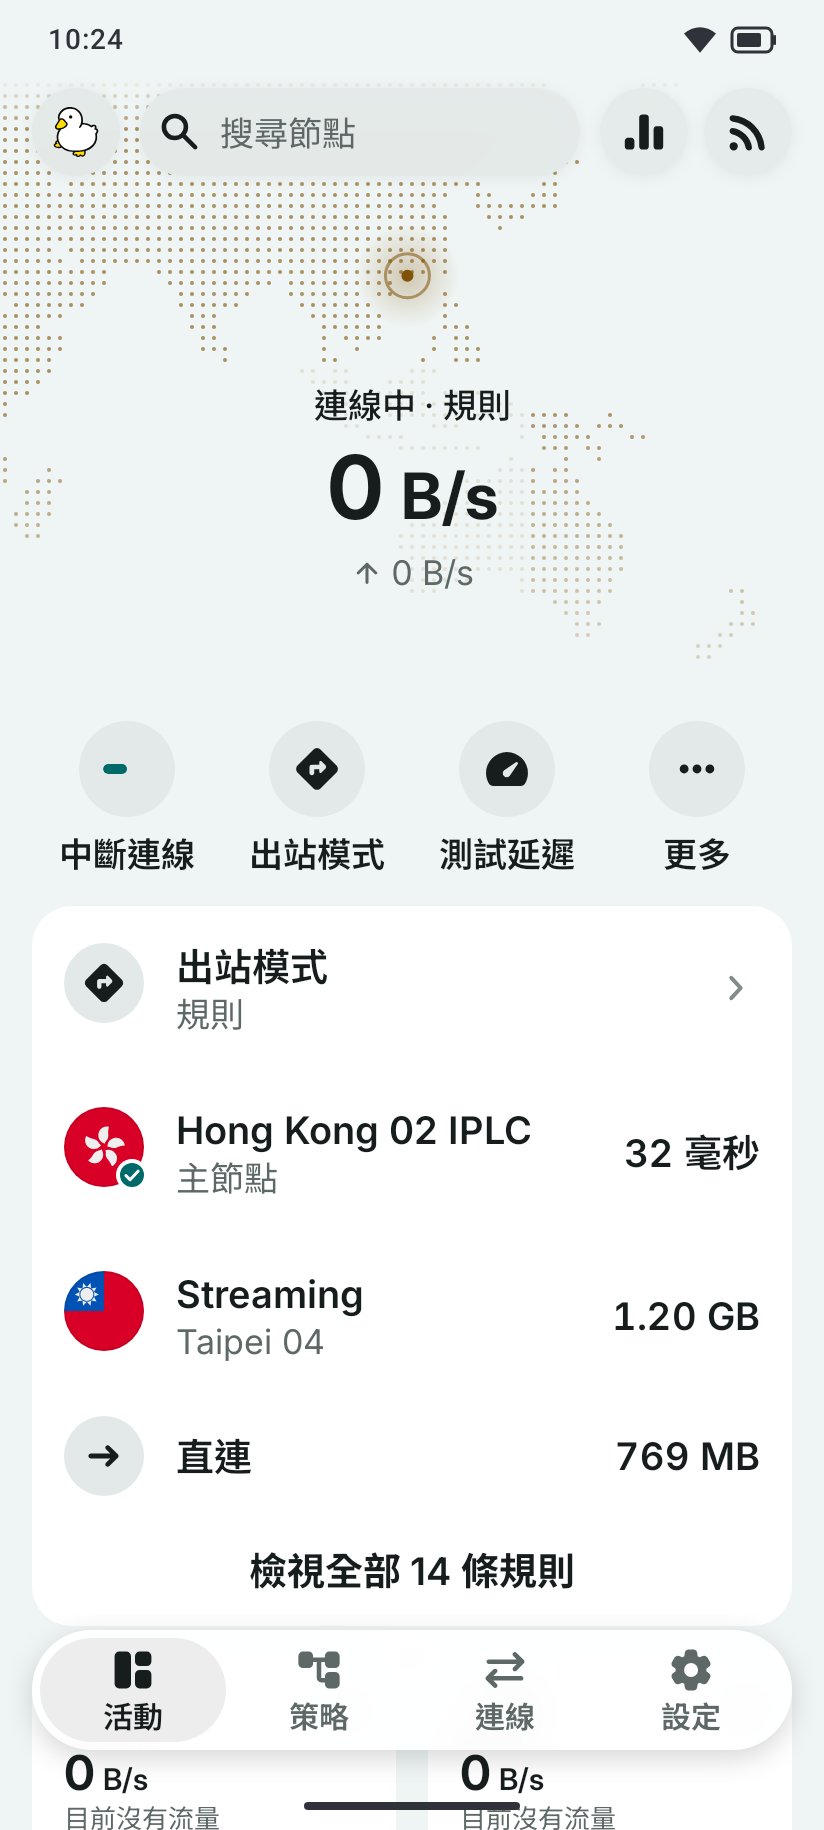 10:24
搜尋節點
連線中 · 規則
0 B/s
↑ 0 B/s
中斷連線
出站模式
測試延遲
更多
出站模式
規則
Hong Kong 02 IPLC
主節點
32 毫秒
Streaming
Taipei 04
1.20 GB
直連
769 MB
檢視全部 14 條規則
活動
策略
連線
設定
0 B/s
目前沒有流量
0 B/s
目前沒有流量